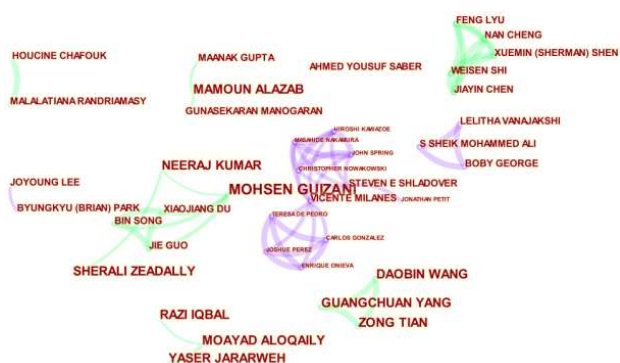 FENG LYU
NAN CHENG
HOUCINE CHAFOUK
MAANAK GUPTA
XUEMIN (SHERMAN) SHEN
AHMED YOUSUF SABER
WEISEN SHI
MAMOUN ALAZAB
JIAYIN CHEN
MALALATIANA RANDRIAMASY
GUNASEKARAN MANOGARAN
LELITHA VANAJAKSHI
HIROSHI KAWAZOE
MASAHIDE NAKAMURA
S SHEIK MOHAMMED ALI
JOHN SPRING
BOBY GEORGE
NEERAJ KUMAR
CHRISTOPHER NOWAKOWSKI
JOYOUNG LEE
STEVEN E SHLADOVER
MOHSEN GUIZANI
VICENTE MILANES
JONATHAN PETIT
BYUNGKYU (BRIAN) PARK
XIAOJIANG DU
BIN SONG
TERESA DE PEDRO
JIE GUO
CARLOS GONZALEZ
JOSHUE PEREZ
SHERALI ZEADALLY
ENRIQUE ONIEVA
DAOBIN WANG
GUANGCHUAN YANG
RAZI IQBAL
ZONG TIAN
MOAYAD ALOQAILY
YASER JARARWEH